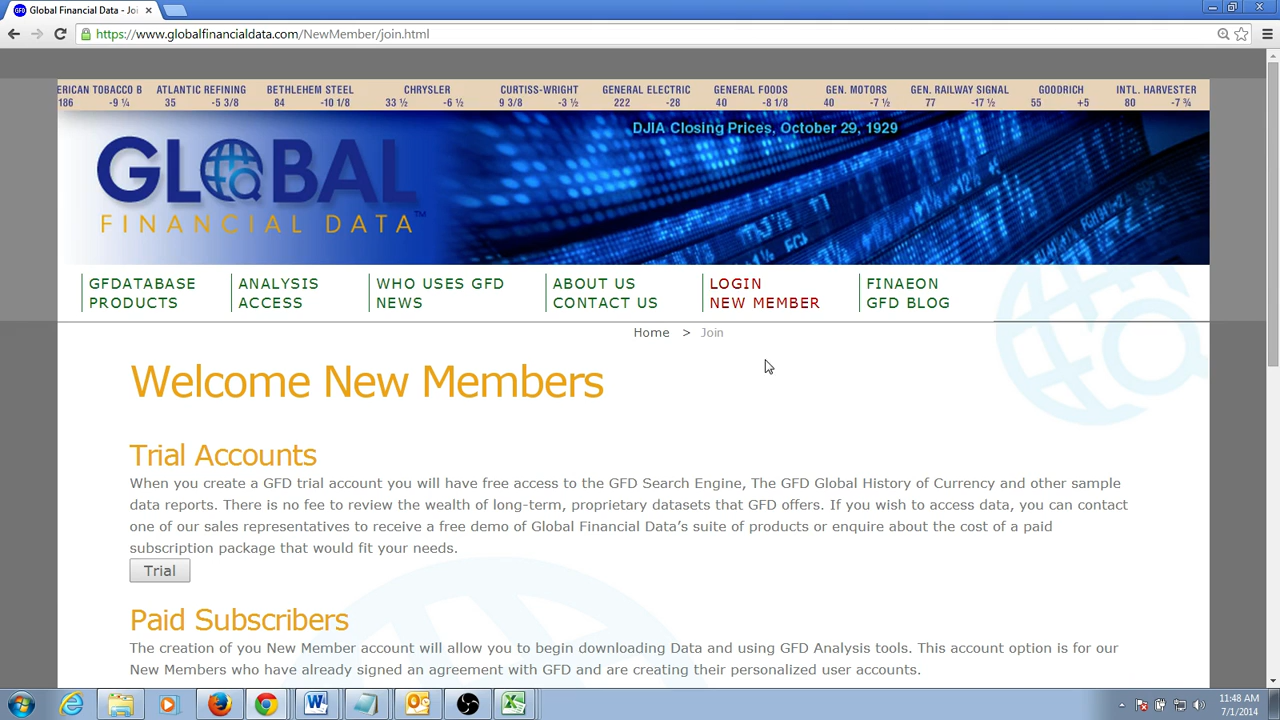 Global Financial Data - Joi
https://www.globalfinancialdata.com/NewMember/join.html
ERICAN TOBACCO B ATLANTIC REFINING BETHLEHEM STEEL CHRYSLER CURTISS-WRIGHT GENERAL ELECTRIC GENERAL FOODS GEN. MOTORS GEN. RAILWAY SIGNAL GOODRICH INTL. HARVESTER
186 -9 ¼ 35 -5 3/8 84 -10 1/8 33 ½ -6 ½ 9 3/8 -3 ½ 222 -28 40 -8 1/8 40 -7 ½ 77 -17 ½ 55 +5 80 -7 ¾
DJIA Closing Prices, October 29, 1929
GLOBAL
FINANCIAL DATA™
GFDATABASE ANALYSIS WHO USES GFD ABOUT US LOGIN FINAEON
PRODUCTS ACCESS NEWS CONTACT US NEW MEMBER GFD BLOG
Home > Join
Welcome New Members
Trial Accounts
When you create a GFD trial account you will have free access to the GFD Search Engine, The GFD Global History of Currency and other sample
data reports. There is no fee to review the wealth of long-term, proprietary datasets that GFD offers. If you wish to access data, you can contact
one of our sales representatives to receive a free demo of Global Financial Data's suite of products or enquire about the cost of a paid
subscription package that would fit your needs.
Trial
Paid Subscribers
The creation of you New Member account will allow you to begin downloading Data and using GFD Analysis tools. This account option is for our
New Members who have already signed an agreement with GFD and are creating their personalized user accounts.
11:48 AM
7/1/2014